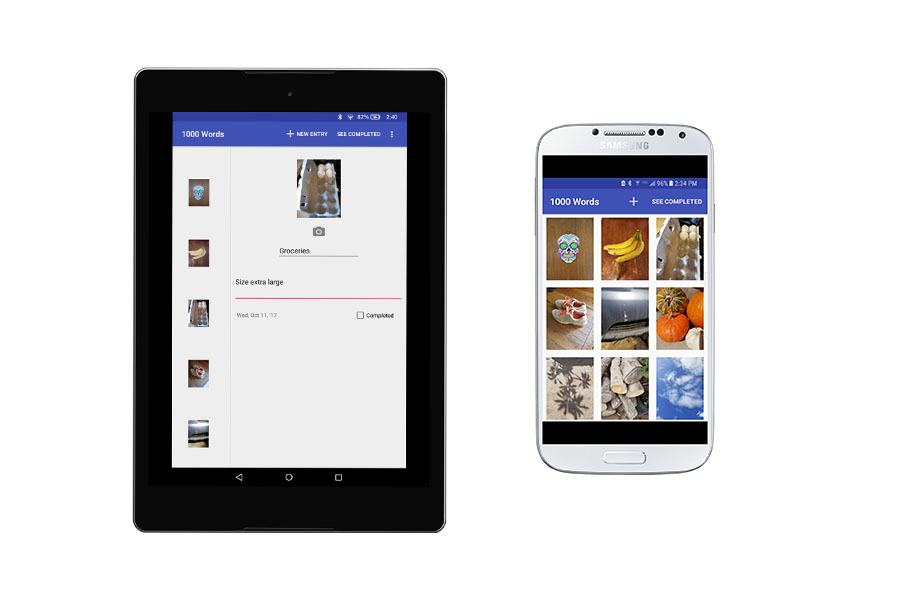 82% 2:40
1000 Words + NEW ENTRY SEE COMPLETED
Groceries
Size extra large
Wed, Oct 11, '17
Completed
SAMSUNG
96% 2:34 PM
1000 Words + SEE COMPLETED